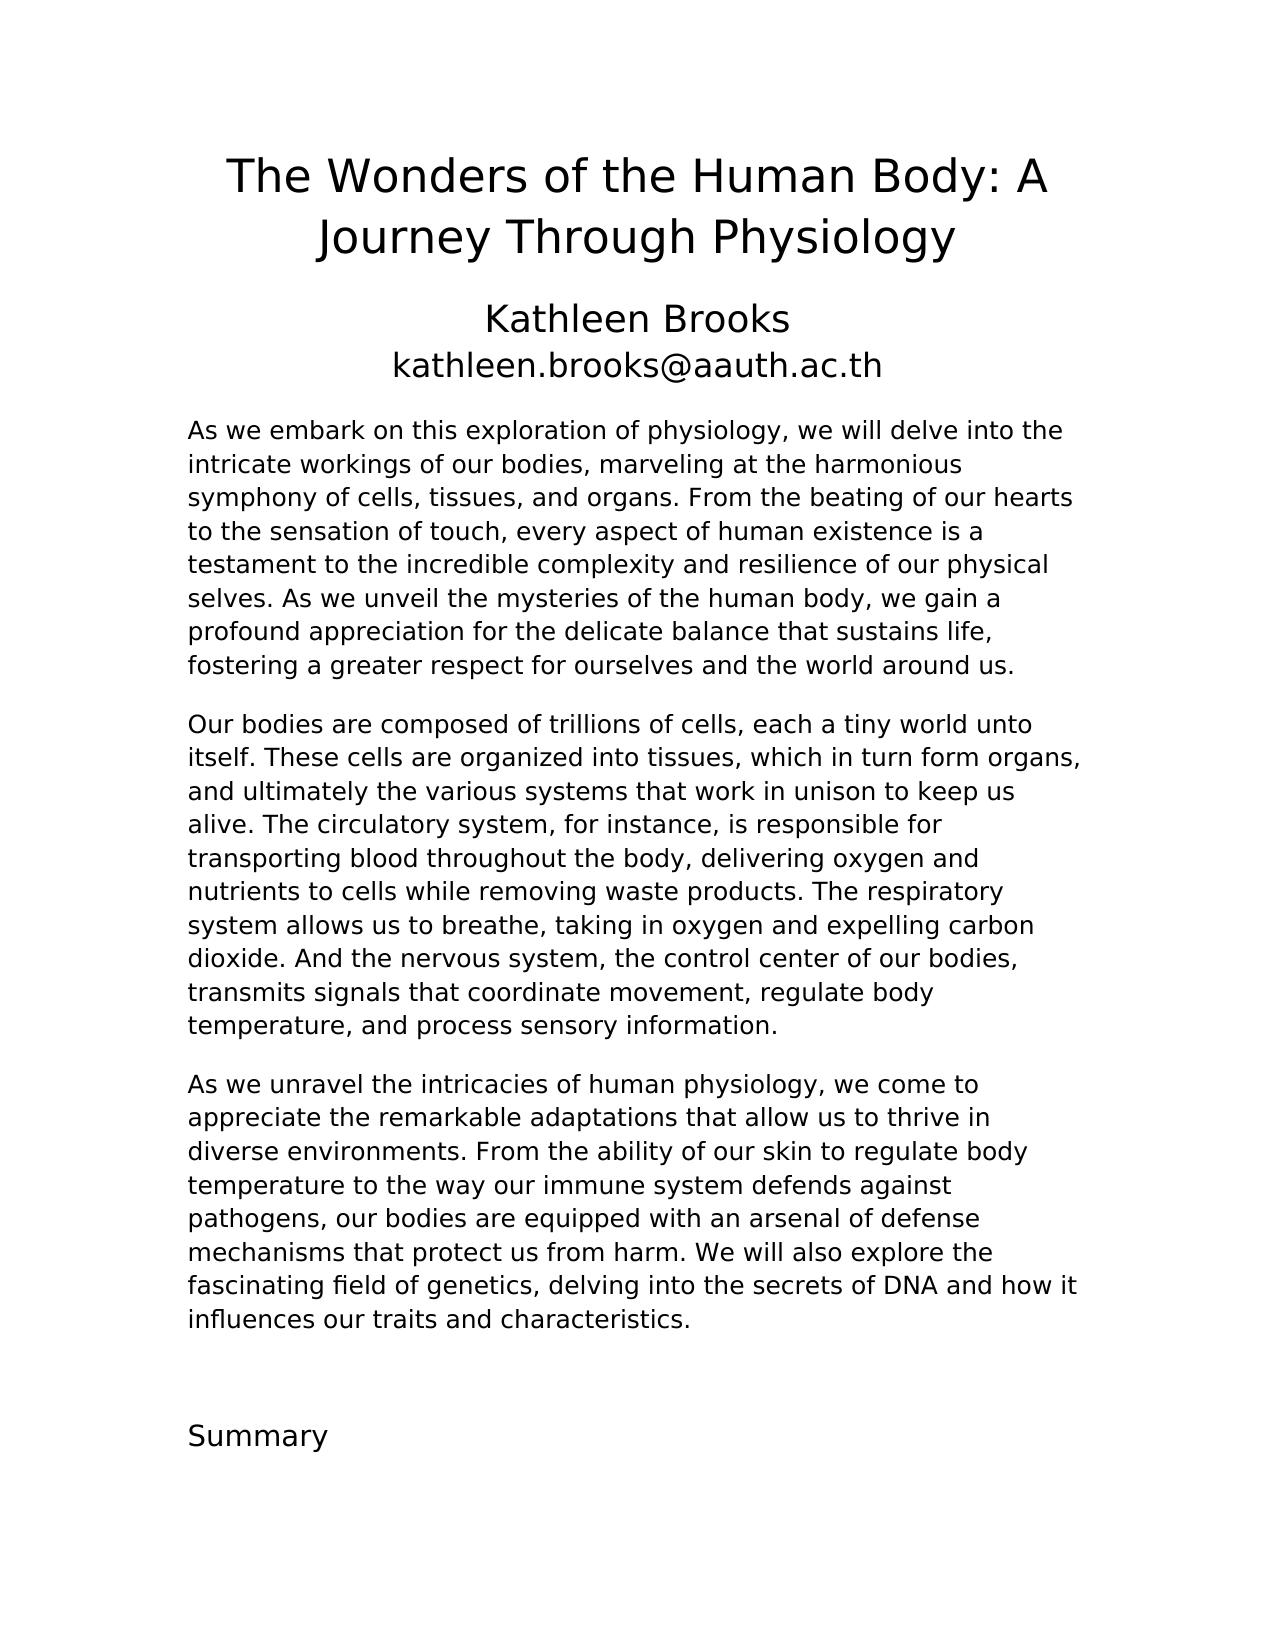 The Wonders of the Human Body: A
Journey Through Physiology
Kathleen Brooks
kathleen.brooks@aauth.ac.th
As we embark on this exploration of physiology, we will delve into the
intricate workings of our bodies, marveling at the harmonious
symphony of cells, tissues, and organs. From the beating of our hearts
to the sensation of touch, every aspect of human existence is a
testament to the incredible complexity and resilience of our physical
selves. As we unveil the mysteries of the human body, we gain a
profound appreciation for the delicate balance that sustains life,
fostering a greater respect for ourselves and the world around us.
Our bodies are composed of trillions of cells, each a tiny world unto
itself. These cells are organized into tissues, which in turn form organs,
and ultimately the various systems that work in unison to keep us
alive. The circulatory system, for instance, is responsible for
transporting blood throughout the body, delivering oxygen and
nutrients to cells while removing waste products. The respiratory
system allows us to breathe, taking in oxygen and expelling carbon
dioxide. And the nervous system, the control center of our bodies,
transmits signals that coordinate movement, regulate body
temperature, and process sensory information.
As we unravel the intricacies of human physiology, we come to
appreciate the remarkable adaptations that allow us to thrive in
diverse environments. From the ability of our skin to regulate body
temperature to the way our immune system defends against
pathogens, our bodies are equipped with an arsenal of defense
mechanisms that protect us from harm. We will also explore the
fascinating field of genetics, delving into the secrets of DNA and how it
influences our traits and characteristics.
Summary